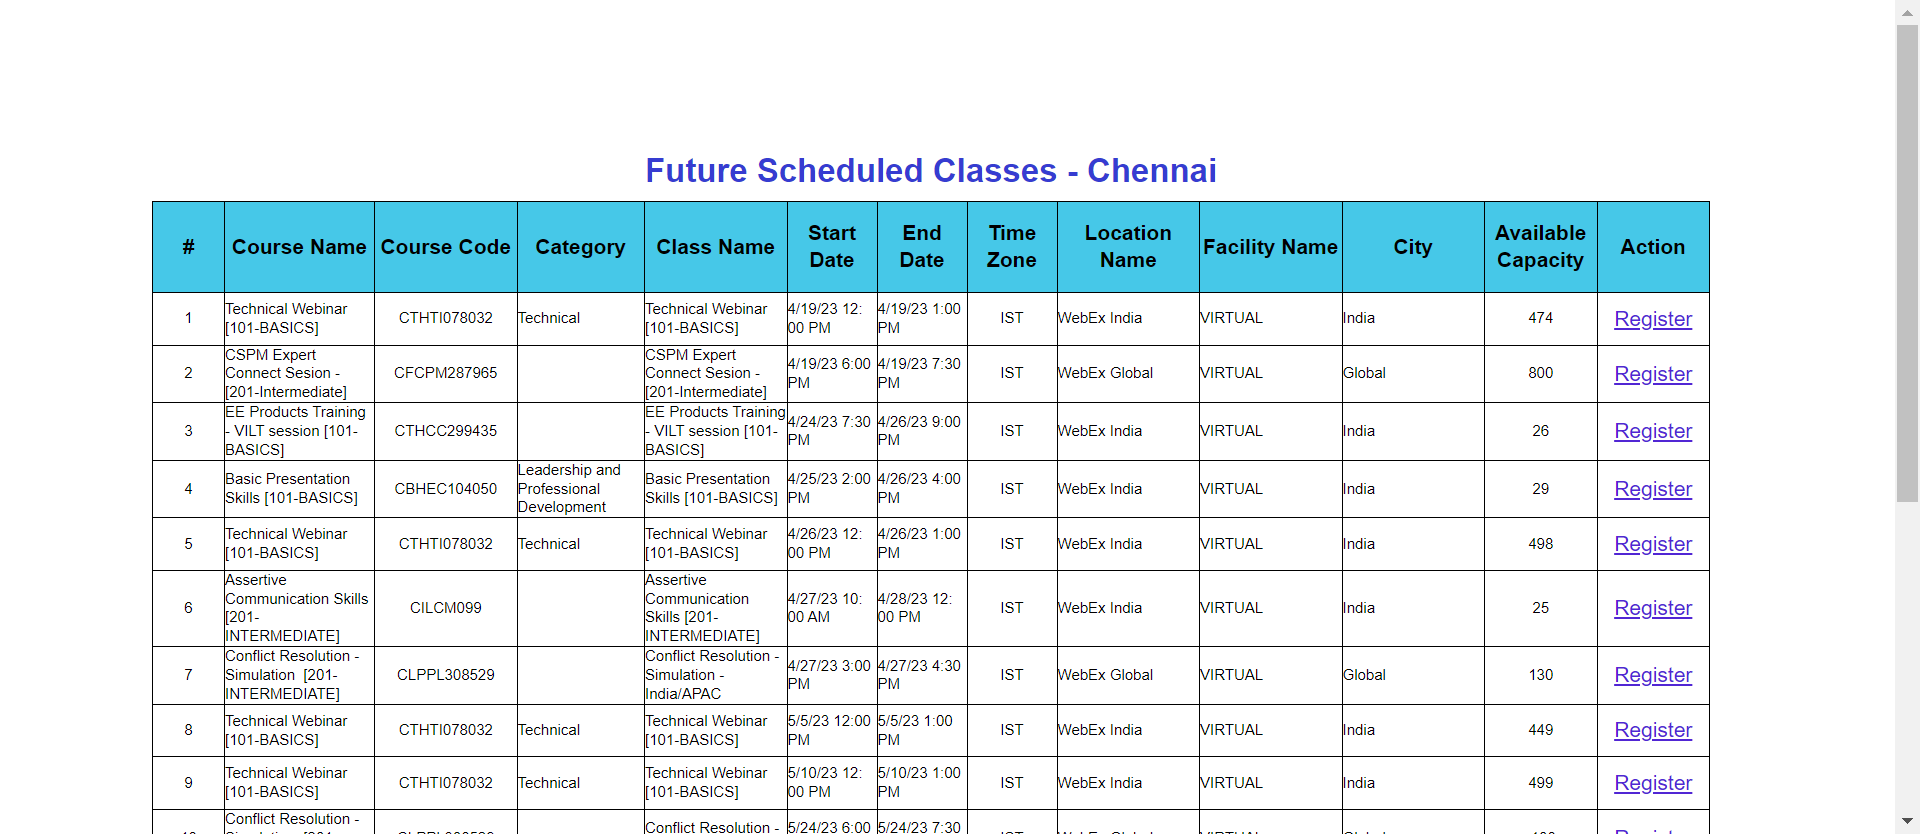 Future Scheduled Classes - Chennai
# Course Name Course Code Category Class Name Start Date End Date Time Zone Location Name Facility Name City Available Capacity Action
1 Technical Webinar [101-BASICS] CTHTI078032 Technical Technical Webinar [101-BASICS] 4/19/23 12:00 PM 4/19/23 1:00 PM IST WebEx India VIRTUAL India 474 Register
2 CSPM Expert Connect Sesion - [201-Intermediate] CFCPM287965 CSPM Expert Connect Sesion - [201-Intermediate] 4/19/23 6:00 PM 4/19/23 7:30 PM IST WebEx Global VIRTUAL Global 800 Register
3 EE Products Training - VILT session [101-BASICS] CTHCC299435 EE Products Training - VILT session [101-BASICS] 4/24/23 7:30 PM 4/26/23 9:00 PM IST WebEx India VIRTUAL India 26 Register
4 Basic Presentation Skills [101-BASICS] CBHEC104050 Leadership and Professional Development Basic Presentation Skills [101-BASICS] 4/25/23 2:00 PM 4/26/23 4:00 PM IST WebEx India VIRTUAL India 29 Register
5 Technical Webinar [101-BASICS] CTHTI078032 Technical Technical Webinar [101-BASICS] 4/26/23 12:00 PM 4/26/23 1:00 PM IST WebEx India VIRTUAL India 498 Register
6 Assertive Communication Skills [201-INTERMEDIATE] CILCM099 Assertive Communication Skills [201-INTERMEDIATE] 4/27/23 10:00 AM 4/28/23 12:00 PM IST WebEx India VIRTUAL India 25 Register
7 Conflict Resolution - Simulation [201-INTERMEDIATE] CLPPL308529 Conflict Resolution - Simulation - India/APAC 4/27/23 3:00 PM 4/27/23 4:30 PM IST WebEx Global VIRTUAL Global 130 Register
8 Technical Webinar [101-BASICS] CTHTI078032 Technical Technical Webinar [101-BASICS] 5/5/23 12:00 PM 5/5/23 1:00 PM IST WebEx India VIRTUAL India 449 Register
9 Technical Webinar [101-BASICS] CTHTI078032 Technical Technical Webinar [101-BASICS] 5/10/23 12:00 PM 5/10/23 1:00 PM IST WebEx India VIRTUAL India 499 Register
Conflict Resolution - Conflict Resolution - 5/24/23 6:00 5/24/23 7:30